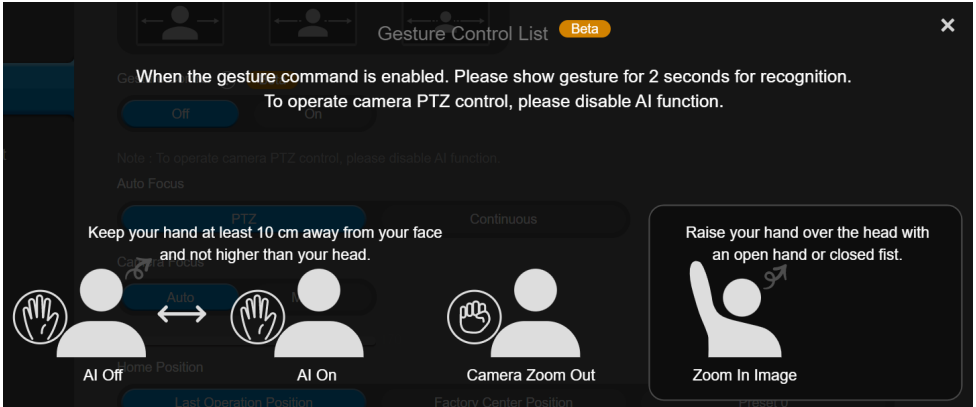 Gesture Control List Beta
×
When the gesture command is enabled. Please show gesture for 2 seconds for recognition.
To operate camera PTZ control, please disable AI function.
Off
On
Note : To operate camera PTZ control, please disable AI function.
Auto Focus
PTZ
Continuous
Keep your hand at least 10 cm away from your face
and not higher than your head.
Raise your hand over the head with
an open hand or closed fist.
Auto
AI Off
AI On
Camera Zoom Out
Zoom In Image
Home Position
Last Operation Position
Factory Center Position
Preset 0